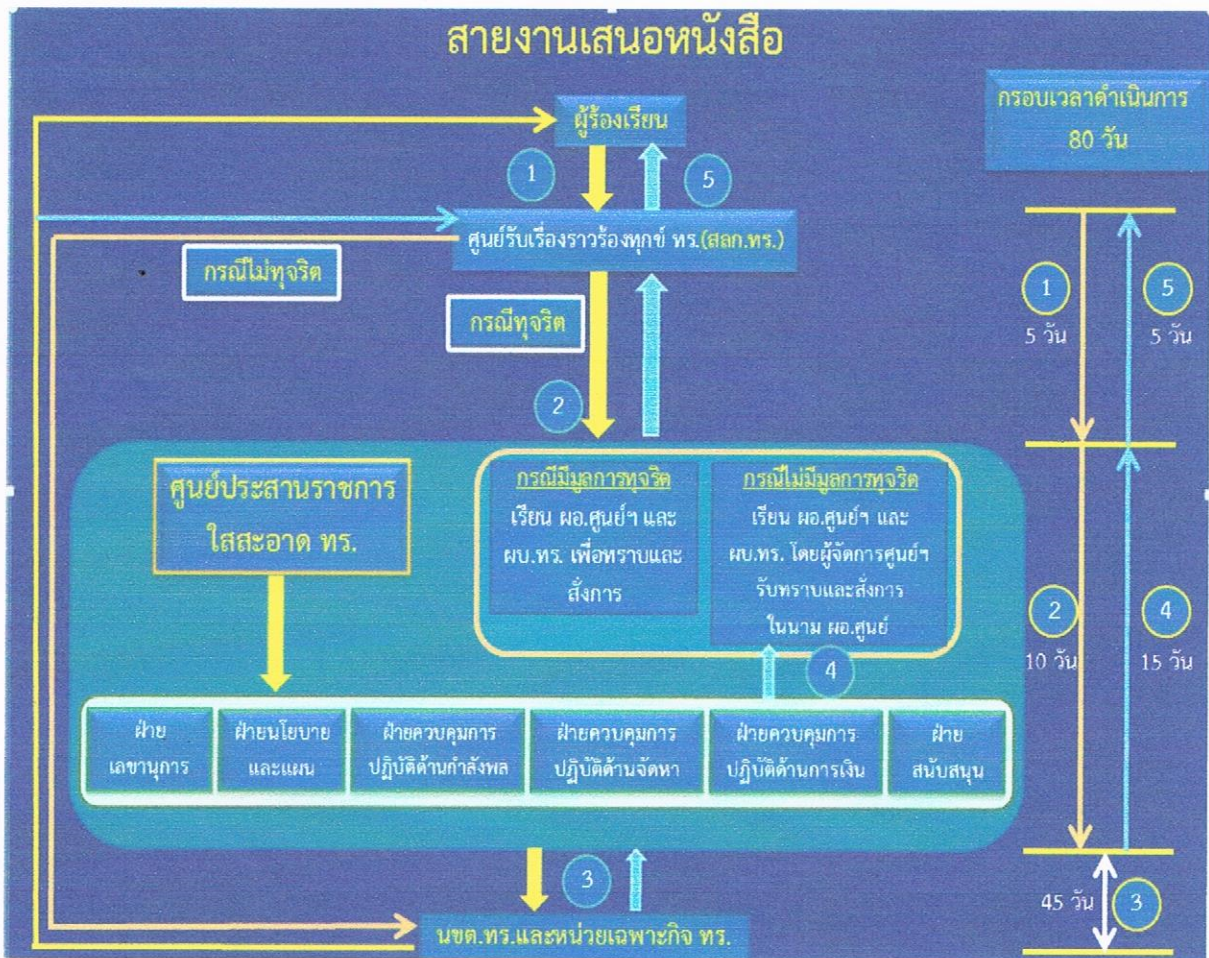 สายงานเสนอหนังสือ
กรอบเวลาดำเนินการ
80 วัน
ผู้ร้องเรียน
1
5
ศูนย์รับเรื่องราวร้องทุกข์ ทร.(สลก.ทร.)
กรณีไม่ทุจริต
กรณีทุจริต
1
5 วัน
5
5 วัน
2
ศูนย์ประสานราชการ
ใสสะอาด ทร.
กรณีมีมูลการทุจริต
เรียน ผอ.ศูนย์ฯ และ
ผบ.ทร. เพื่อทราบและ
สั่งการ
กรณีไม่มีมูลการทุจริต
เรียน ผอ.ศูนย์ฯ และ
ผบ.ทร. โดยผู้จัดการศูนย์ฯ
รับทราบและสั่งการ
ในนาม ผอ.ศูนย์
2
10 วัน
4
15 วัน
4
ฝ่าย
เลขานุการ
ฝ่ายนโยบาย
และแผน
ฝ่ายควบคุมการ
ปฏิบัติด้านกำลังพล
ฝ่ายควบคุมการ
ปฏิบัติด้านจัดหา
ฝ่ายควบคุมการ
ปฏิบัติด้านการเงิน
ฝ่าย
สนับสนุน
3
45 วัน
3
นขต.ทร.และหน่วยเฉพาะกิจ ทร.